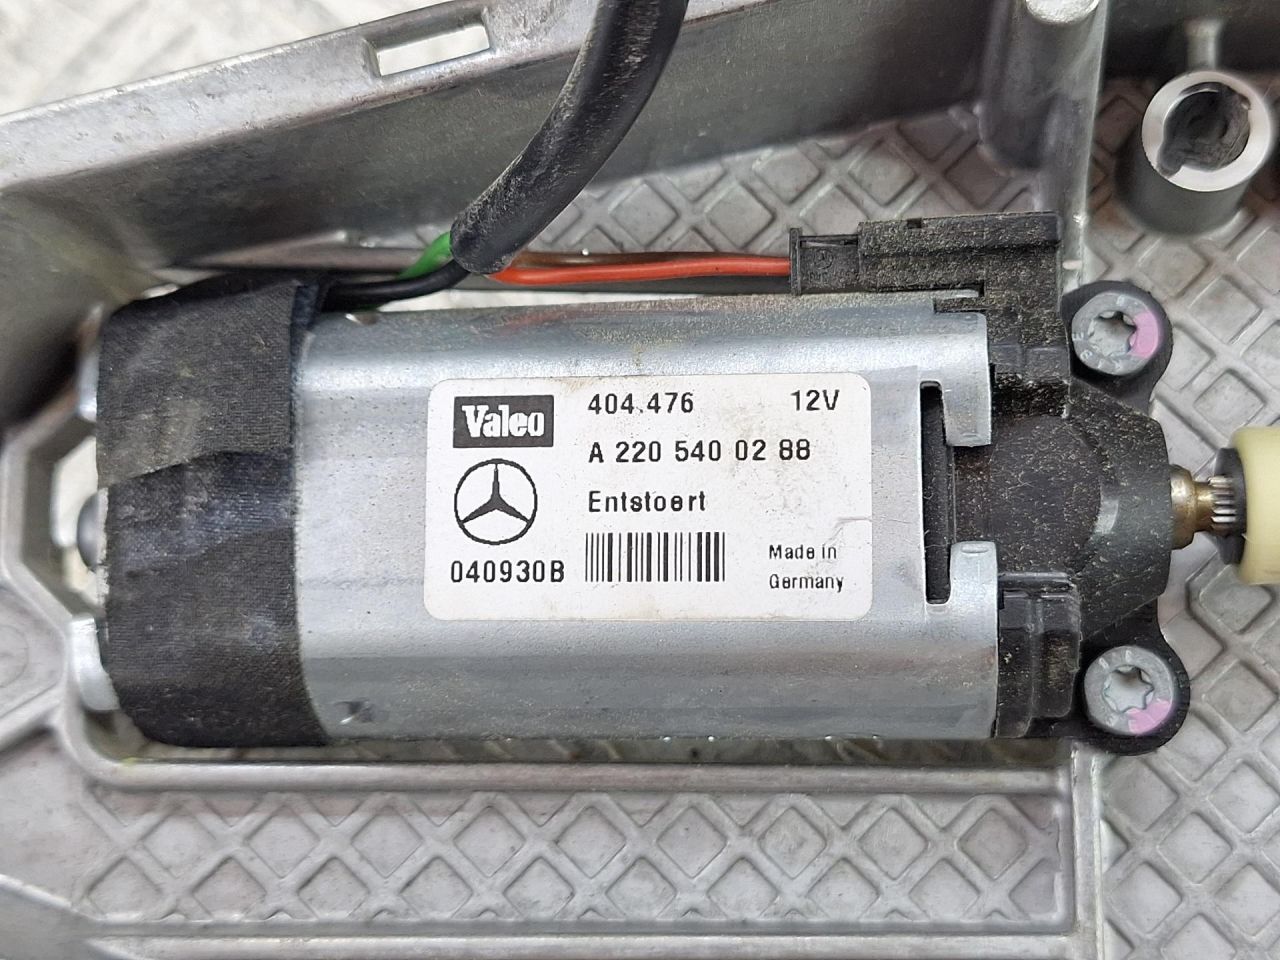 Valeo
404.476 12V
A 220 540 02 88
Entstoert
040930B
Made in
Germany